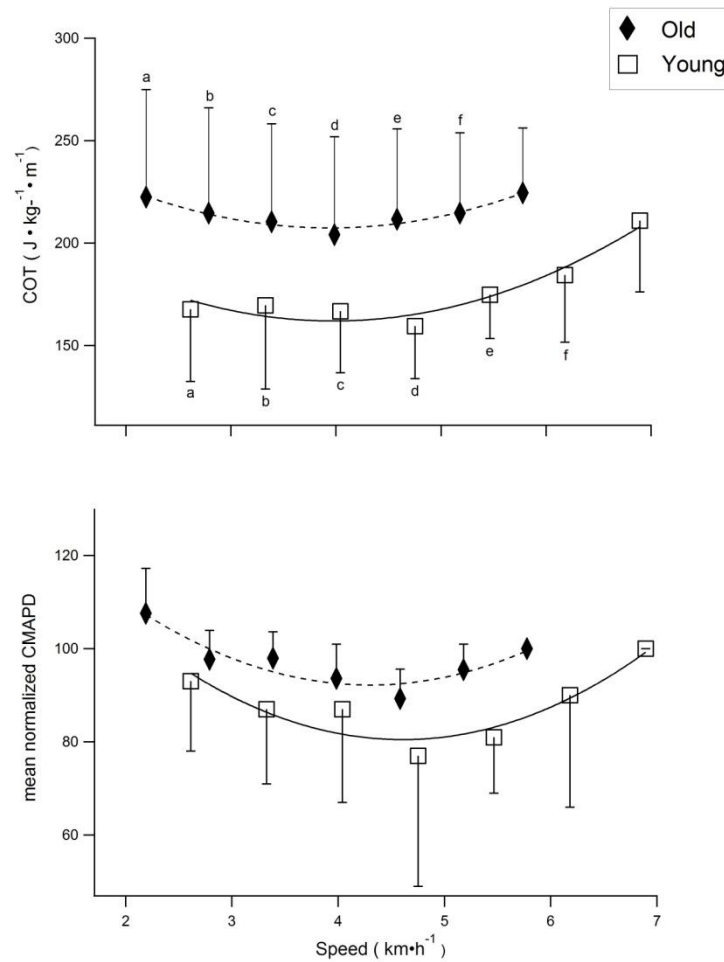 Old
Young
300
250
200
150
COT ( J • kg-¹ • m⁻¹)
a b c d e f
a b c d e f
120
100
80
60
mean normalized CMAPD
2 3 4 5 6 7
Speed ( km•h⁻¹)